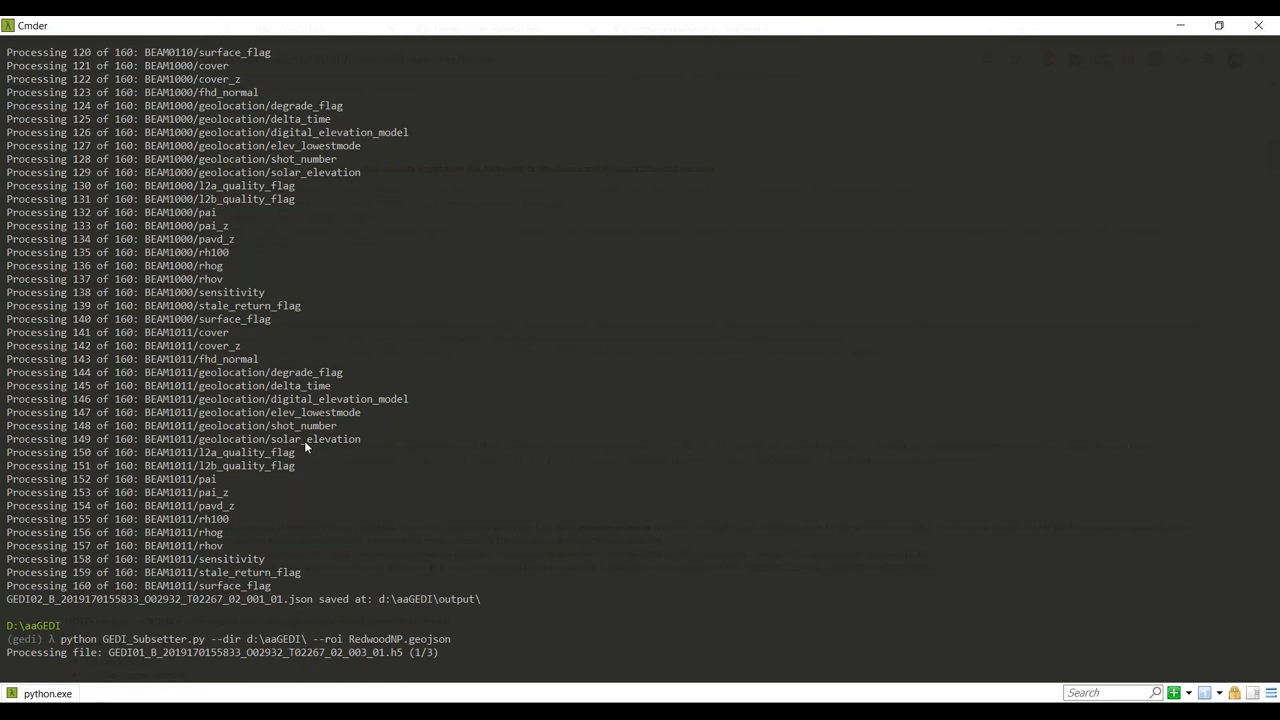 Cmder
Processing 120 of 160: BEAM0110/surface_flag
Processing 121 of 160: BEAM1000/cover
Processing 122 of 160: BEAM1000/cover_z
Processing 123 of 160: BEAM1000/fhd_normal
Processing 124 of 160: BEAM1000/geolocation/degrade_flag
Processing 125 of 160: BEAM1000/geolocation/delta_time
Processing 126 of 160: BEAM1000/geolocation/digital_elevation_model
Processing 127 of 160: BEAM1000/geolocation/elev_lowestmode
Processing 128 of 160: BEAM1000/geolocation/shot_number
Processing 129 of 160: BEAM1000/geolocation/solar_elevation
Processing 130 of 160: BEAM1000/l2a_quality_flag
Processing 131 of 160: BEAM1000/l2b_quality_flag
Processing 132 of 160: BEAM1000/pai
Processing 133 of 160: BEAM1000/pai_z
Processing 134 of 160: BEAM1000/pavd_z
Processing 135 of 160: BEAM1000/rh100
Processing 136 of 160: BEAM1000/rhog
Processing 137 of 160: BEAM1000/rhov
Processing 138 of 160: BEAM1000/sensitivity
Processing 139 of 160: BEAM1000/stale_return_flag
Processing 140 of 160: BEAM1000/surface_flag
Processing 141 of 160: BEAM1011/cover
Processing 142 of 160: BEAM1011/cover_z
Processing 143 of 160: BEAM1011/fhd_normal
Processing 144 of 160: BEAM1011/geolocation/degrade_flag
Processing 145 of 160: BEAM1011/geolocation/delta_time
Processing 146 of 160: BEAM1011/geolocation/digital_elevation_model
Processing 147 of 160: BEAM1011/geolocation/elev_lowestmode
Processing 148 of 160: BEAM1011/geolocation/shot_number
Processing 149 of 160: BEAM1011/geolocation/solar_elevation
Processing 150 of 160: BEAM1011/l2a_quality_flag
Processing 151 of 160: BEAM1011/l2b_quality_flag
Processing 152 of 160: BEAM1011/pai
Processing 153 of 160: BEAM1011/pai_z
Processing 154 of 160: BEAM1011/pavd_z
Processing 155 of 160: BEAM1011/rh100
Processing 156 of 160: BEAM1011/rhog
Processing 157 of 160: BEAM1011/rhov
Processing 158 of 160: BEAM1011/sensitivity
Processing 159 of 160: BEAM1011/stale_return_flag
Processing 160 of 160: BEAM1011/surface_flag
GEDI02_B_2019170155833_O02932_T02267_02_001_01.json saved at: d:\aaGEDI\output\
D:\aaGEDI
(gedi) λ python GEDI_Subsetter.py --dir d:\aaGEDI\ --roi RedwoodNP.geojson
Processing file: GEDI01_B_2019170155833_O02932_T02267_02_003_01.h5 (1/3)
python.exe
Search